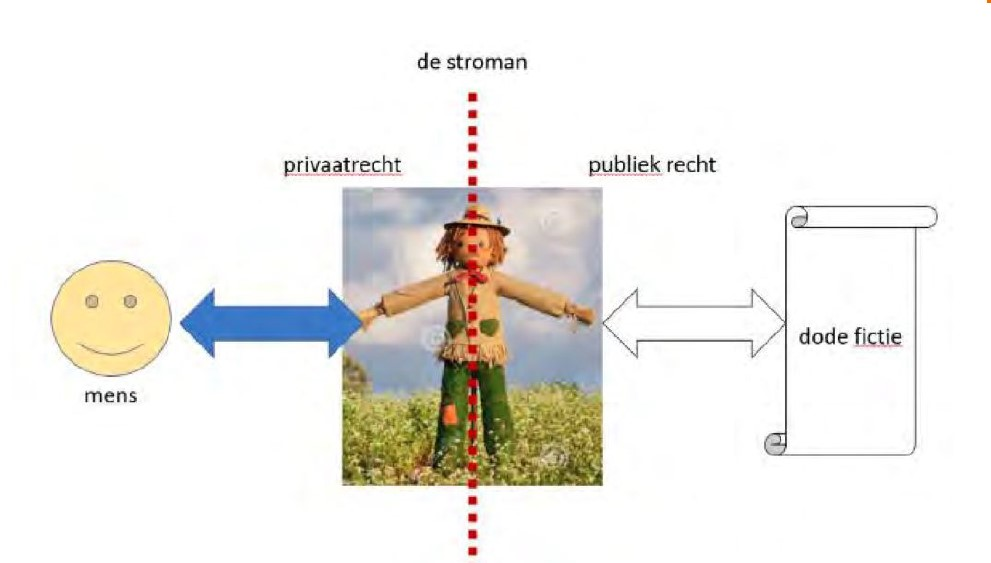 de stroman
privaatrecht
publiek recht
dode fictie
mens